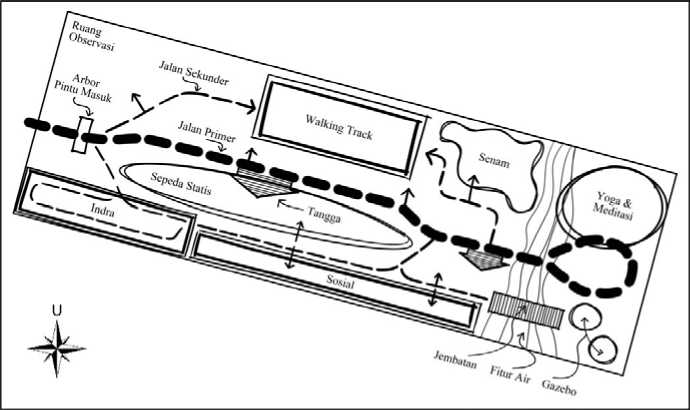 Ruang
Observasi
Jalan Sekunder
Arbor
Pintu Masuk
Jalan Primer
Walking Track
Senam
Yoga &
Meditasi
Sepeda Statis
Tangga
Indra
Sosial
U
Jembatan
Fitur Air
Gazebo